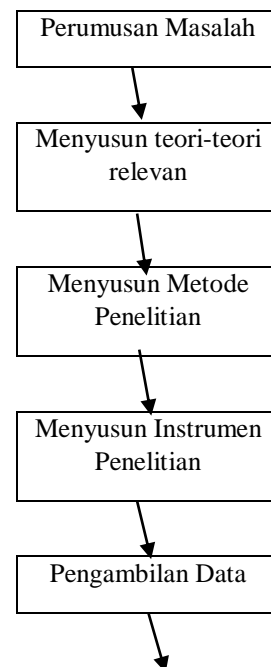 Perumusan Masalah
Menyusun teori-teori
relevan
Menyusun Metode
Penelitian
Menyusun Instrumen
Penelitian
Pengambilan Data